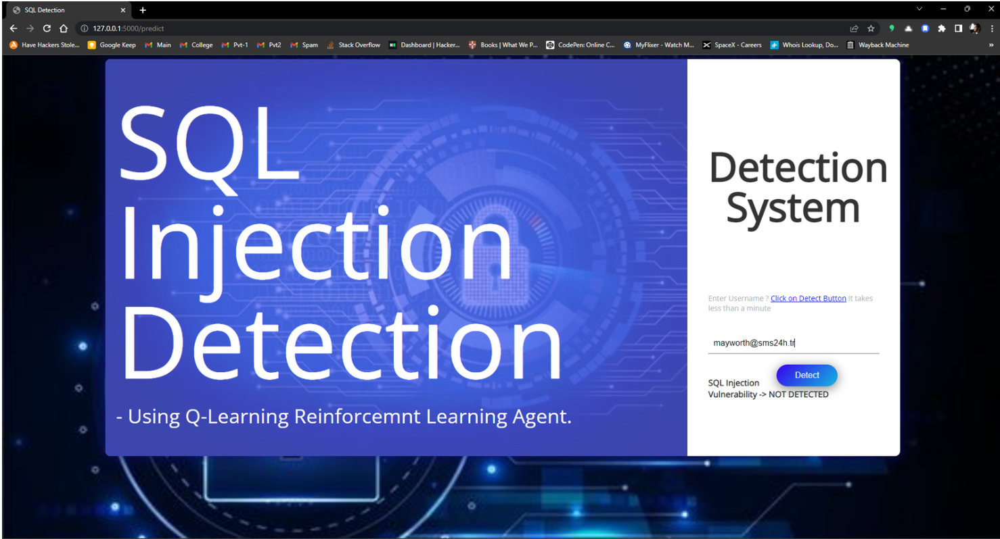 SQL Detection
127.0.0.1:5000/predict
Have Hackers Stole... Google Keep Main College Pvt-1 Pvt2 Spam Stack Overflow Dashboard | Hacker... Books | What We P... CodePen: Online C... MyFlixer - Watch M... SpaceX - Careers Whois Lookup, Do... Wayback Machine
SQL
Injection
Detection
- Using Q-Learning Reinforcemnt Learning Agent.
Detection
System
Enter Username ? Click on Detect Button It takes
less than a minute
mayworth@sms24h.tr
Detect
SQL Injection
Vulnerability -> NOT DETECTED